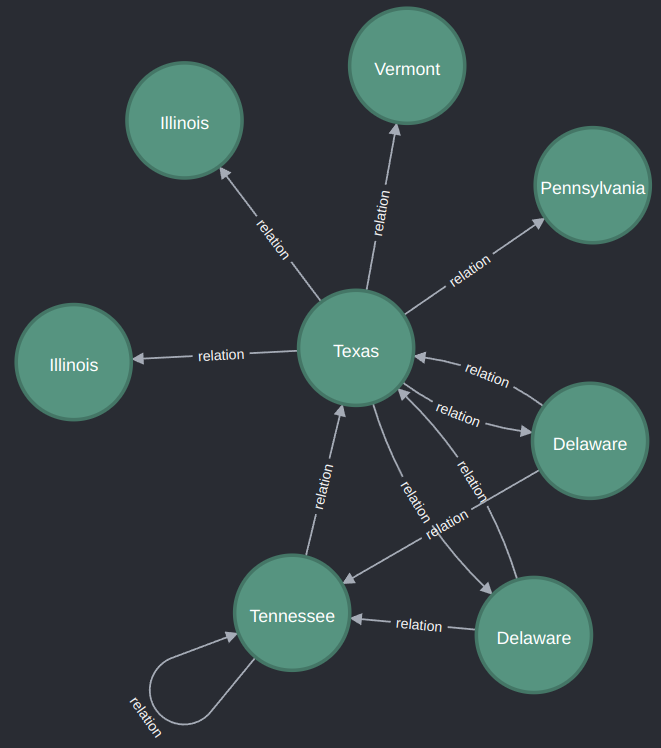 Vermont
Illinois
Pennsylvania
relation
relation
relation
Texas
relation
Illinois
relation
relation
Delaware
relation
relation
relation
relation
Tennessee
relation
Delaware
relation